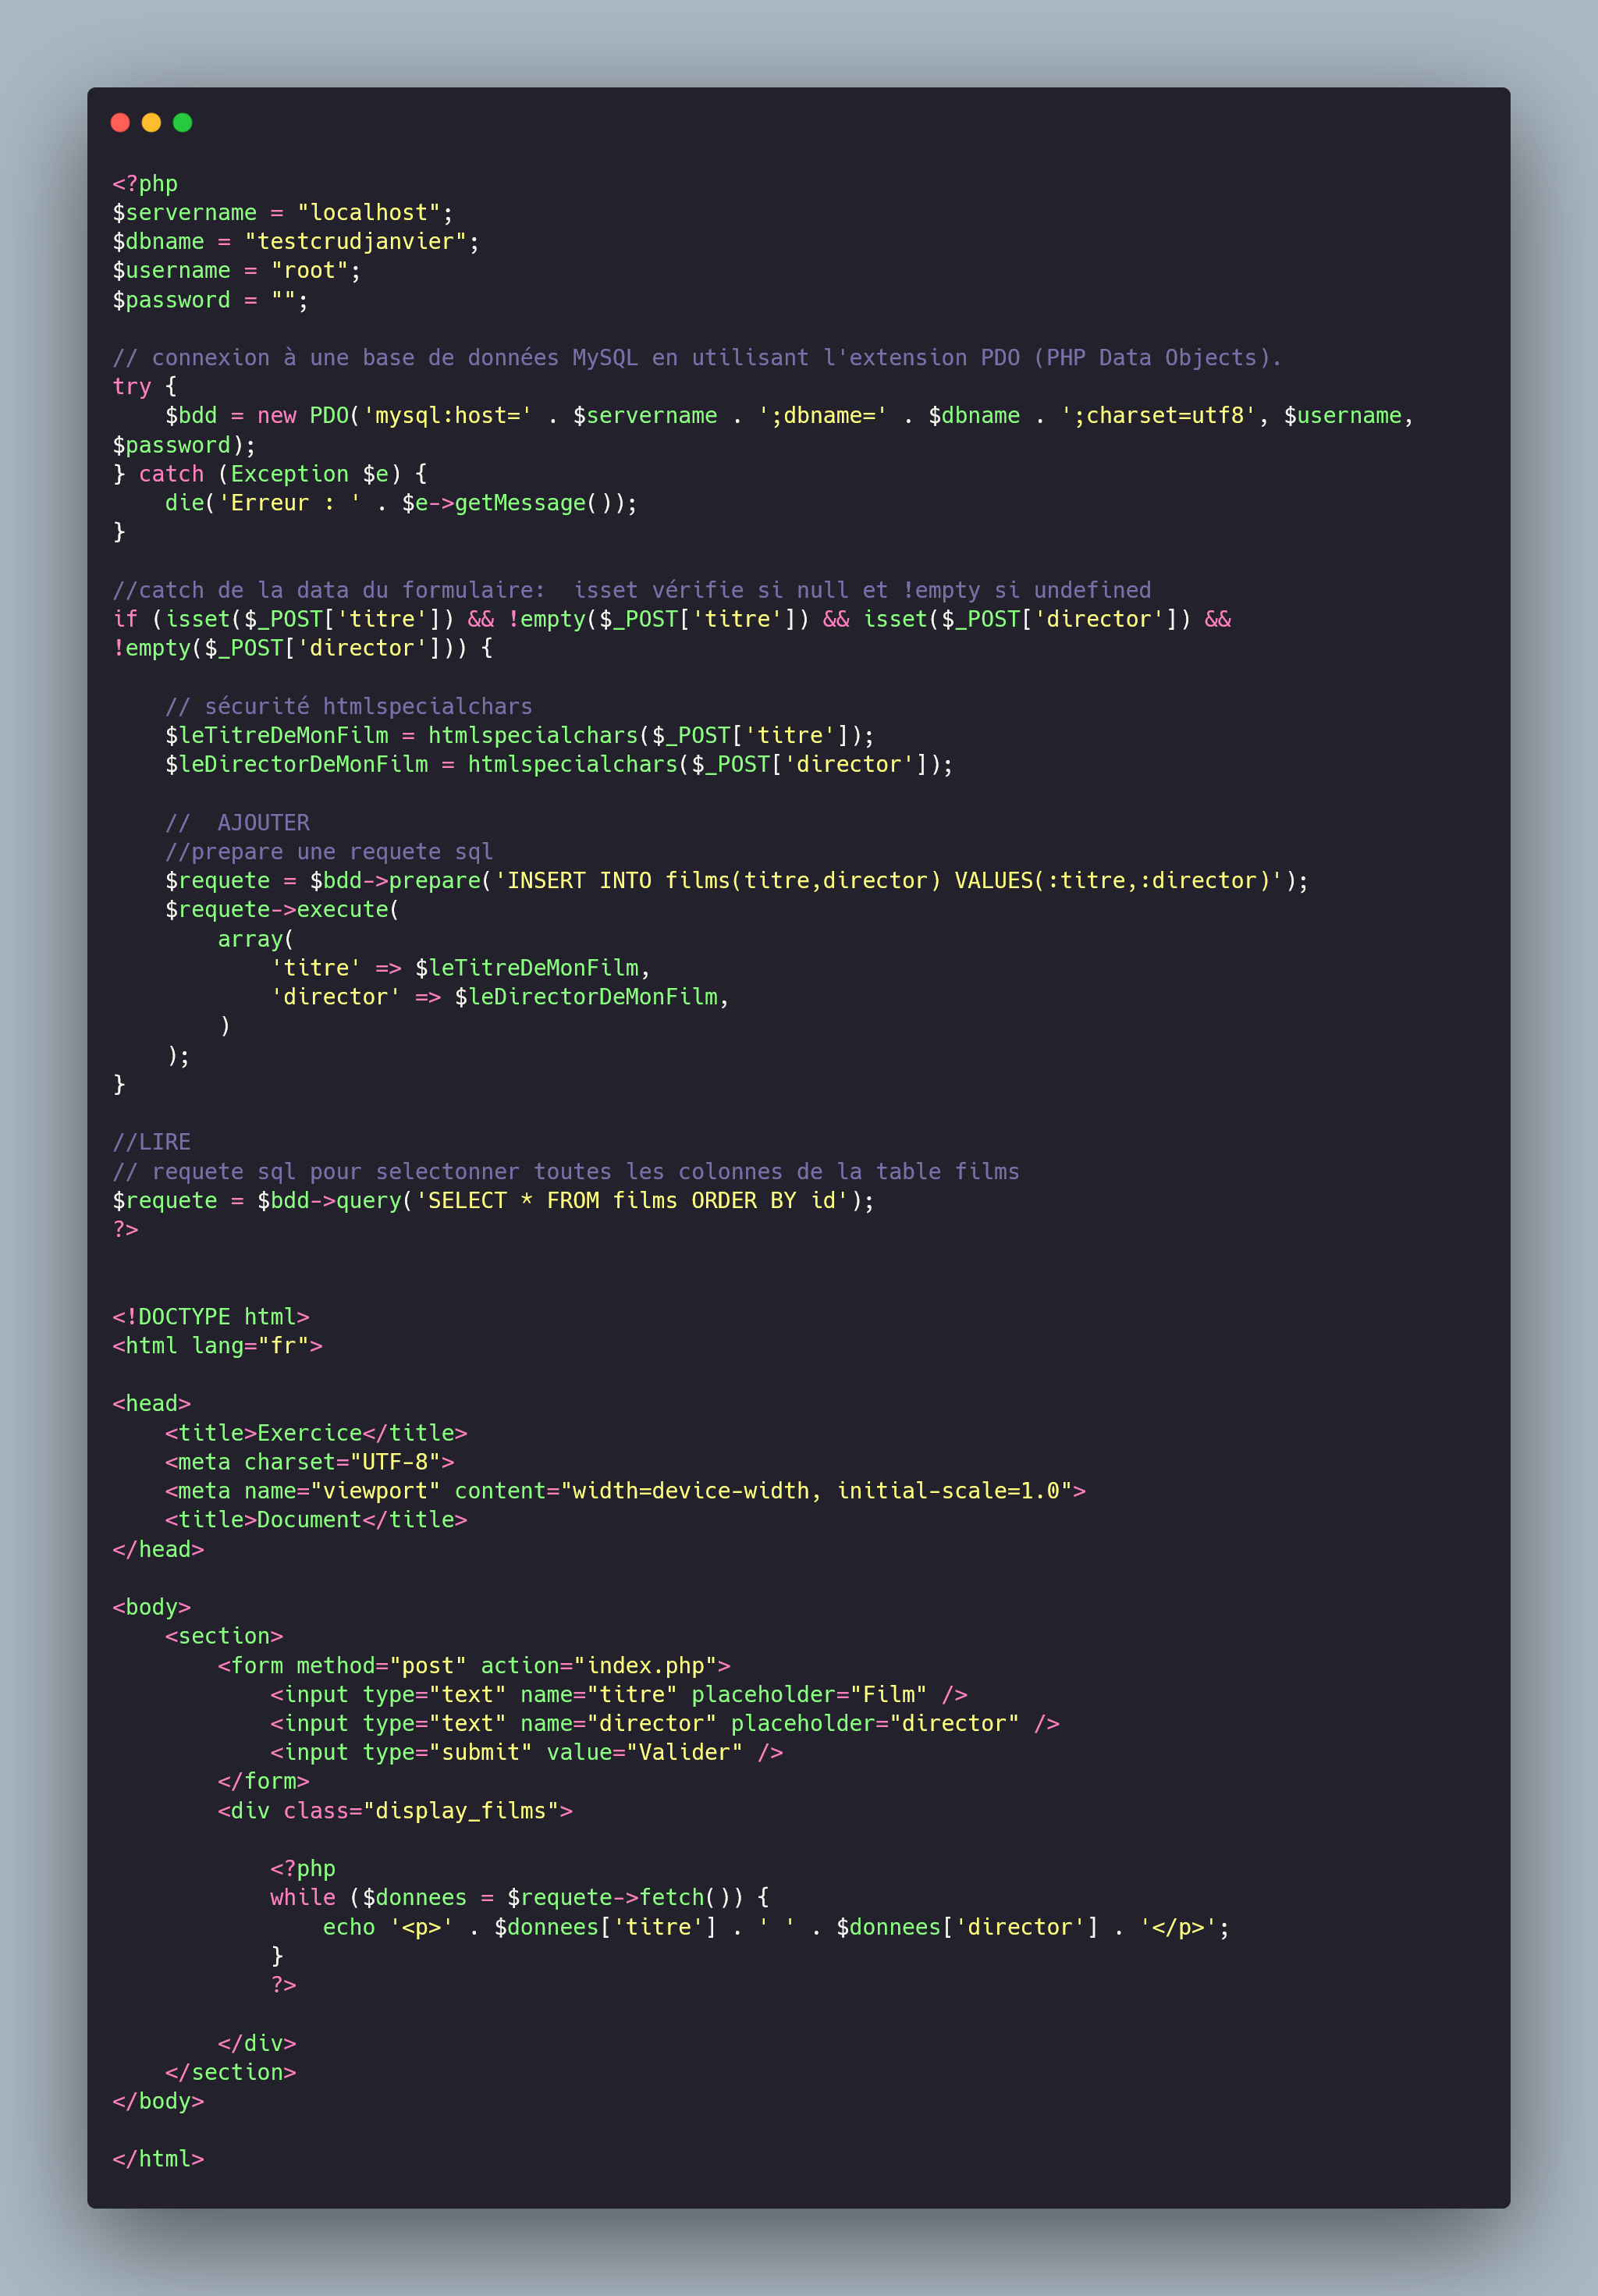 <?php
$servername = "localhost";
$dbname = "testcrudjanvier";
$username = "root";
$password = "";

// connexion à une base de données MySQL en utilisant l'extension PDO (PHP Data Objects).
try {
    $bdd = new PDO('mysql:host=' . $servername . ';dbname=' . $dbname . ';charset=utf8', $username,
$password);
} catch (Exception $e) {
    die('Erreur : ' . $e->getMessage());
}

//catch de la data du formulaire:  isset vérifie si null et !empty si undefined
if (isset($_POST['titre']) && !empty($_POST['titre']) && isset($_POST['director']) &&
!empty($_POST['director'])) {

    // sécurité htmlspecialchars
    $leTitreDeMonFilm = htmlspecialchars($_POST['titre']);
    $leDirectorDeMonFilm = htmlspecialchars($_POST['director']);

    //  AJOUTER
    //prepare une requete sql
    $requete = $bdd->prepare('INSERT INTO films(titre,director) VALUES(:titre,:director)');
    $requete->execute(
        array(
            'titre' => $leTitreDeMonFilm,
            'director' => $leDirectorDeMonFilm,
        )
    );
}

//LIRE
// requete sql pour selectonner toutes les colonnes de la table films
$requete = $bdd->query('SELECT * FROM films ORDER BY id');
?>


<!DOCTYPE html>
<html lang="fr">

<head>
    <title>Exercice</title>
    <meta charset="UTF-8">
    <meta name="viewport" content="width=device-width, initial-scale=1.0">
    <title>Document</title>
</head>

<body>
    <section>
        <form method="post" action="index.php">
            <input type="text" name="titre" placeholder="Film" />
            <input type="text" name="director" placeholder="director" />
            <input type="submit" value="Valider" />
        </form>
        <div class="display_films">

            <?php
            while ($donnees = $requete->fetch()) {
                echo '<p>' . $donnees['titre'] . ' ' . $donnees['director'] . '</p>';
            }
            ?>

        </div>
    </section>
</body>

</html>